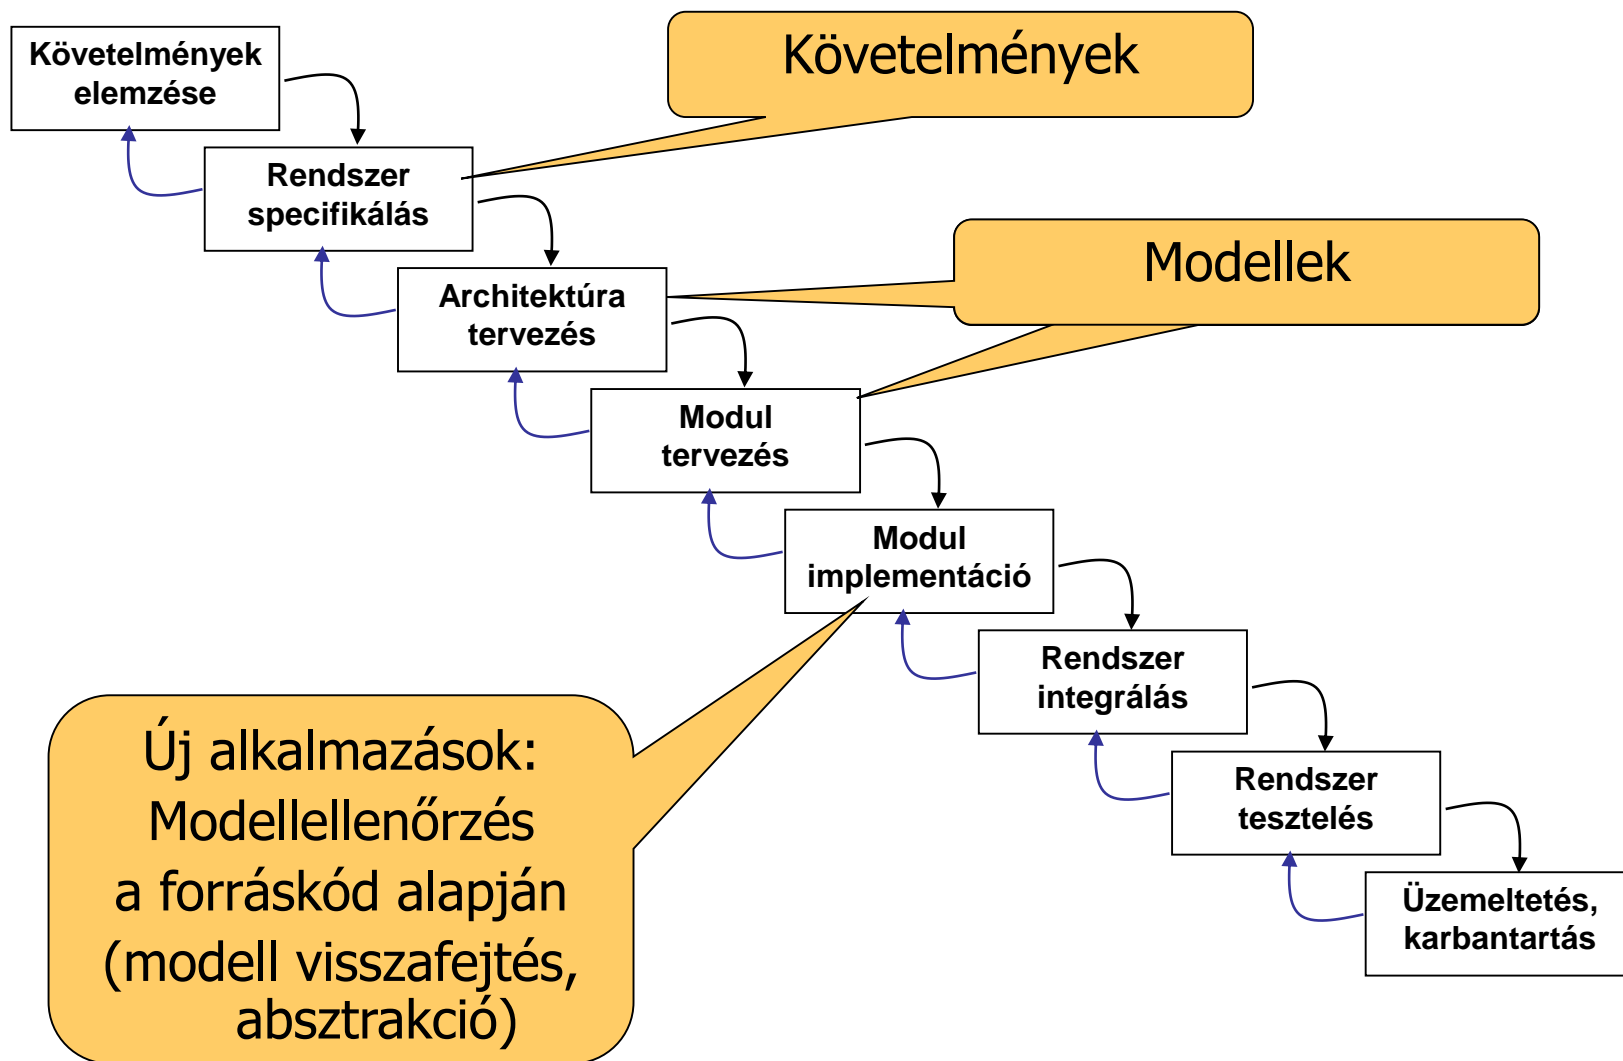 Követelmények
elemzése
Követelmények
Rendszer
specifikálás
Modellek
Architektúra
tervezés
Modul
tervezés
Modul
implementáció
Rendszer
integrálás
Új alkalmazások:
Modellellenőrzés
a forráskód alapján
(modell visszafejtés,
absztrakció)
Rendszer
tesztelés
Üzemeltetés,
karbantartás